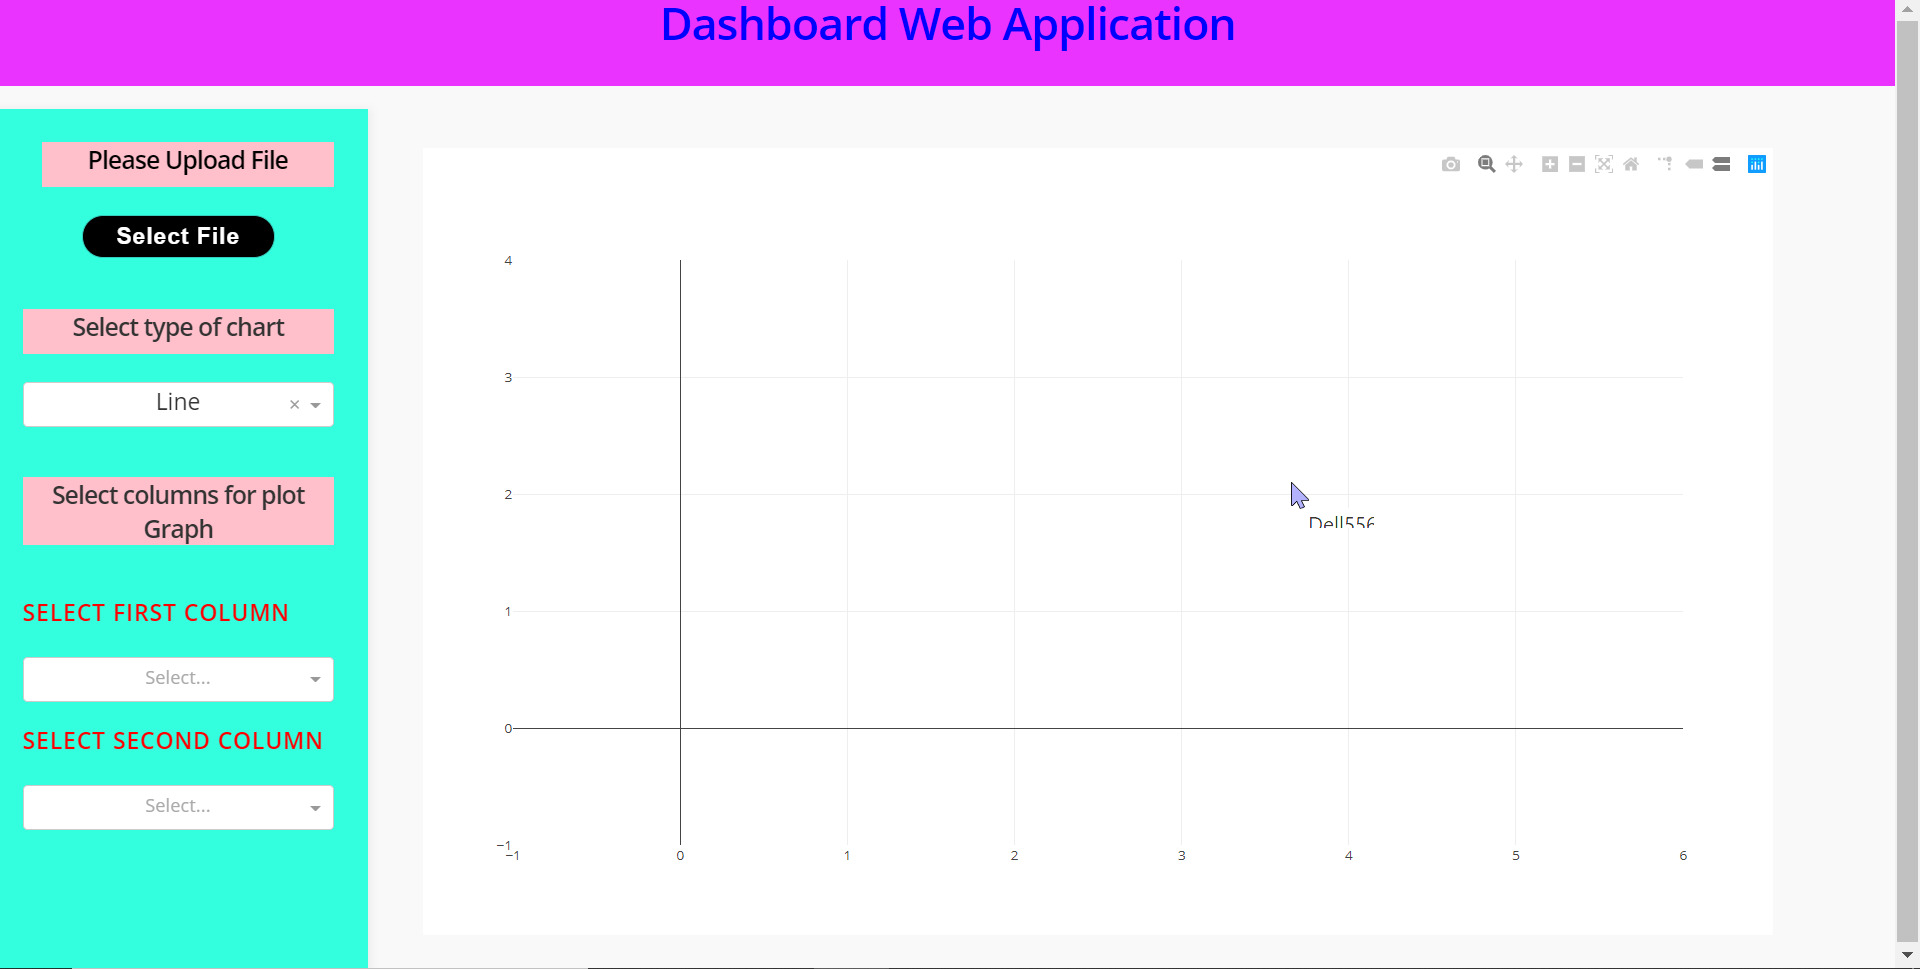 Dashboard Web Application
Please Upload File
Select File
Select type of chart
Line
Select columns for plot
Graph
SELECT FIRST COLUMN
Select...
SELECT SECOND COLUMN
Select...
4
3
2
1
0
−1
−1 0 1 2 3 4 5 6
Dell556